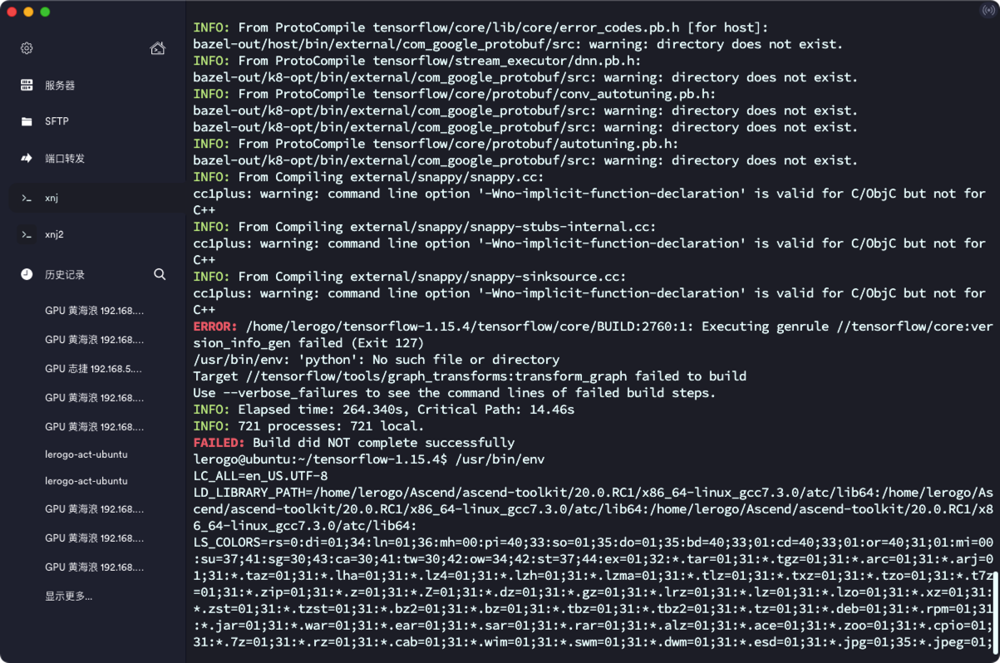 服务器
SFTP
端口转发
xnj
xnj2
历史记录
GPU 黄海浪 192.168....
GPU 黄海浪 192.168....
GPU 志捷 192.168.5....
GPU 黄海浪 192.168....
GPU 黄海浪 192.168....
lerogo-act-ubuntu
lerogo-act-ubuntu
GPU 黄海浪 192.168....
GPU 黄海浪 192.168....
GPU 黄海浪 192.168....
显示更多...
INFO: From ProtoCompile tensorflow/core/lib/core/error_codes.pb.h [for host]:
bazel-out/host/bin/external/com_google_protobuf/src: warning: directory does not exist.
INFO: From ProtoCompile tensorflow/stream_executor/dnn.pb.h:
bazel-out/k8-opt/bin/external/com_google_protobuf/src: warning: directory does not exist.
INFO: From ProtoCompile tensorflow/core/protobuf/conv_autotuning.pb.h:
bazel-out/k8-opt/bin/external/com_google_protobuf/src: warning: directory does not exist.
bazel-out/k8-opt/bin/external/com_google_protobuf/src: warning: directory does not exist.
INFO: From ProtoCompile tensorflow/core/protobuf/autotuning.pb.h:
bazel-out/k8-opt/bin/external/com_google_protobuf/src: warning: directory does not exist.
INFO: From Compiling external/snappy/snappy.cc:
cc1plus: warning: command line option '-Wno-implicit-function-declaration' is valid for C/ObjC but not for
C++
INFO: From Compiling external/snappy/snappy-stubs-internal.cc:
cc1plus: warning: command line option '-Wno-implicit-function-declaration' is valid for C/ObjC but not for
C++
INFO: From Compiling external/snappy/snappy-sinksource.cc:
cc1plus: warning: command line option '-Wno-implicit-function-declaration' is valid for C/ObjC but not for
C++
ERROR: /home/lerogo/tensorflow-1.15.4/tensorflow/core/BUILD:2760:1: Executing genrule //tensorflow/core:ver
sion_info_gen failed (Exit 127)
/usr/bin/env: 'python': No such file or directory
Target //tensorflow/tools/graph_transforms:transform_graph failed to build
Use --verbose_failures to see the command lines of failed build steps.
INFO: Elapsed time: 264.340s, Critical Path: 14.46s
INFO: 721 processes: 721 local.
FAILED: Build did NOT complete successfully
lerogo@ubuntu:~/tensorflow-1.15.4$ /usr/bin/env
LC_ALL=en_US.UTF-8
LD_LIBRARY_PATH=/home/lerogo/Ascend/ascend-toolkit/20.0.RC1/x86_64-linux_gcc7.3.0/atc/lib64:/home/lerogo/As
cend/ascend-toolkit/20.0.RC1/x86_64-linux_gcc7.3.0/atc/lib64:/home/lerogo/Ascend/ascend-toolkit/20.0.RC1/x8
6_64-linux_gcc7.3.0/atc/lib64:
LS_COLORS=rs=0:di=01;34:ln=01;36:mh=00:pi=40;33:so=01;35:do=01;35:bd=40;33;01:cd=40;33;01:or=40;31;01:mi=00
:su=37;41:sg=30;43:ca=30;41:tw=30;42:ow=34;42:st=37;44:ex=01;32:*.tar=01;31:*.tgz=01;31:*.arc=01;31:*.arj=0
1;31:*.taz=01;31:*.lha=01;31:*.lz4=01;31:*.lzh=01;31:*.lzma=01;31:*.tlz=01;31:*.txz=01;31:*.tzo=01;31:*.t7z
=01;31:*.zip=01;31:*.z=01;31:*.Z=01;31:*.dz=01;31:*.gz=01;31:*.lrz=01;31:*.lz=01;31:*.lzo=01;31:*.xz=01;31:
*.zst=01;31:*.tzst=01;31:*.bz2=01;31:*.bz=01;31:*.tbz=01;31:*.tbz2=01;31:*.tz=01;31:*.deb=01;31:*.rpm=01;31
:*.jar=01;31:*.war=01;31:*.ear=01;31:*.sar=01;31:*.rar=01;31:*.alz=01;31:*.ace=01;31:*.zoo=01;31:*.cpio=01;
31:*.7z=01;31:*.rz=01;31:*.cab=01;31:*.wim=01;31:*.swm=01;31:*.dwm=01;31:*.esd=01;31:*.jpg=01;35:*.jpeg=01;